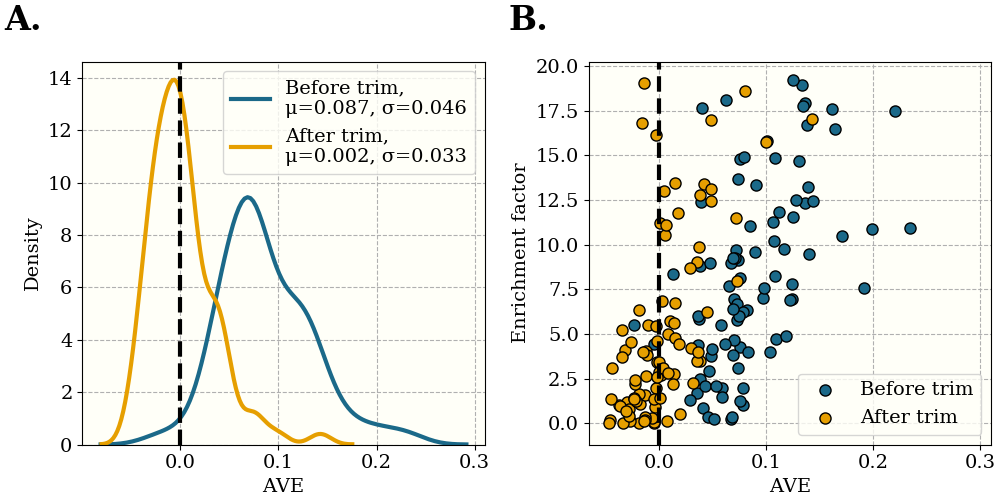 A.
B.
14
12
10
8
6
4
2
0
Density
0.0
0.1
0.2
0.3
AVE
Before trim,
μ=0.087, σ=0.046
After trim,
μ=0.002, σ=0.033
20.0
17.5
15.0
12.5
10.0
7.5
5.0
2.5
0.0
Enrichment factor
0.0
0.1
0.2
0.3
AVE
Before trim
After trim